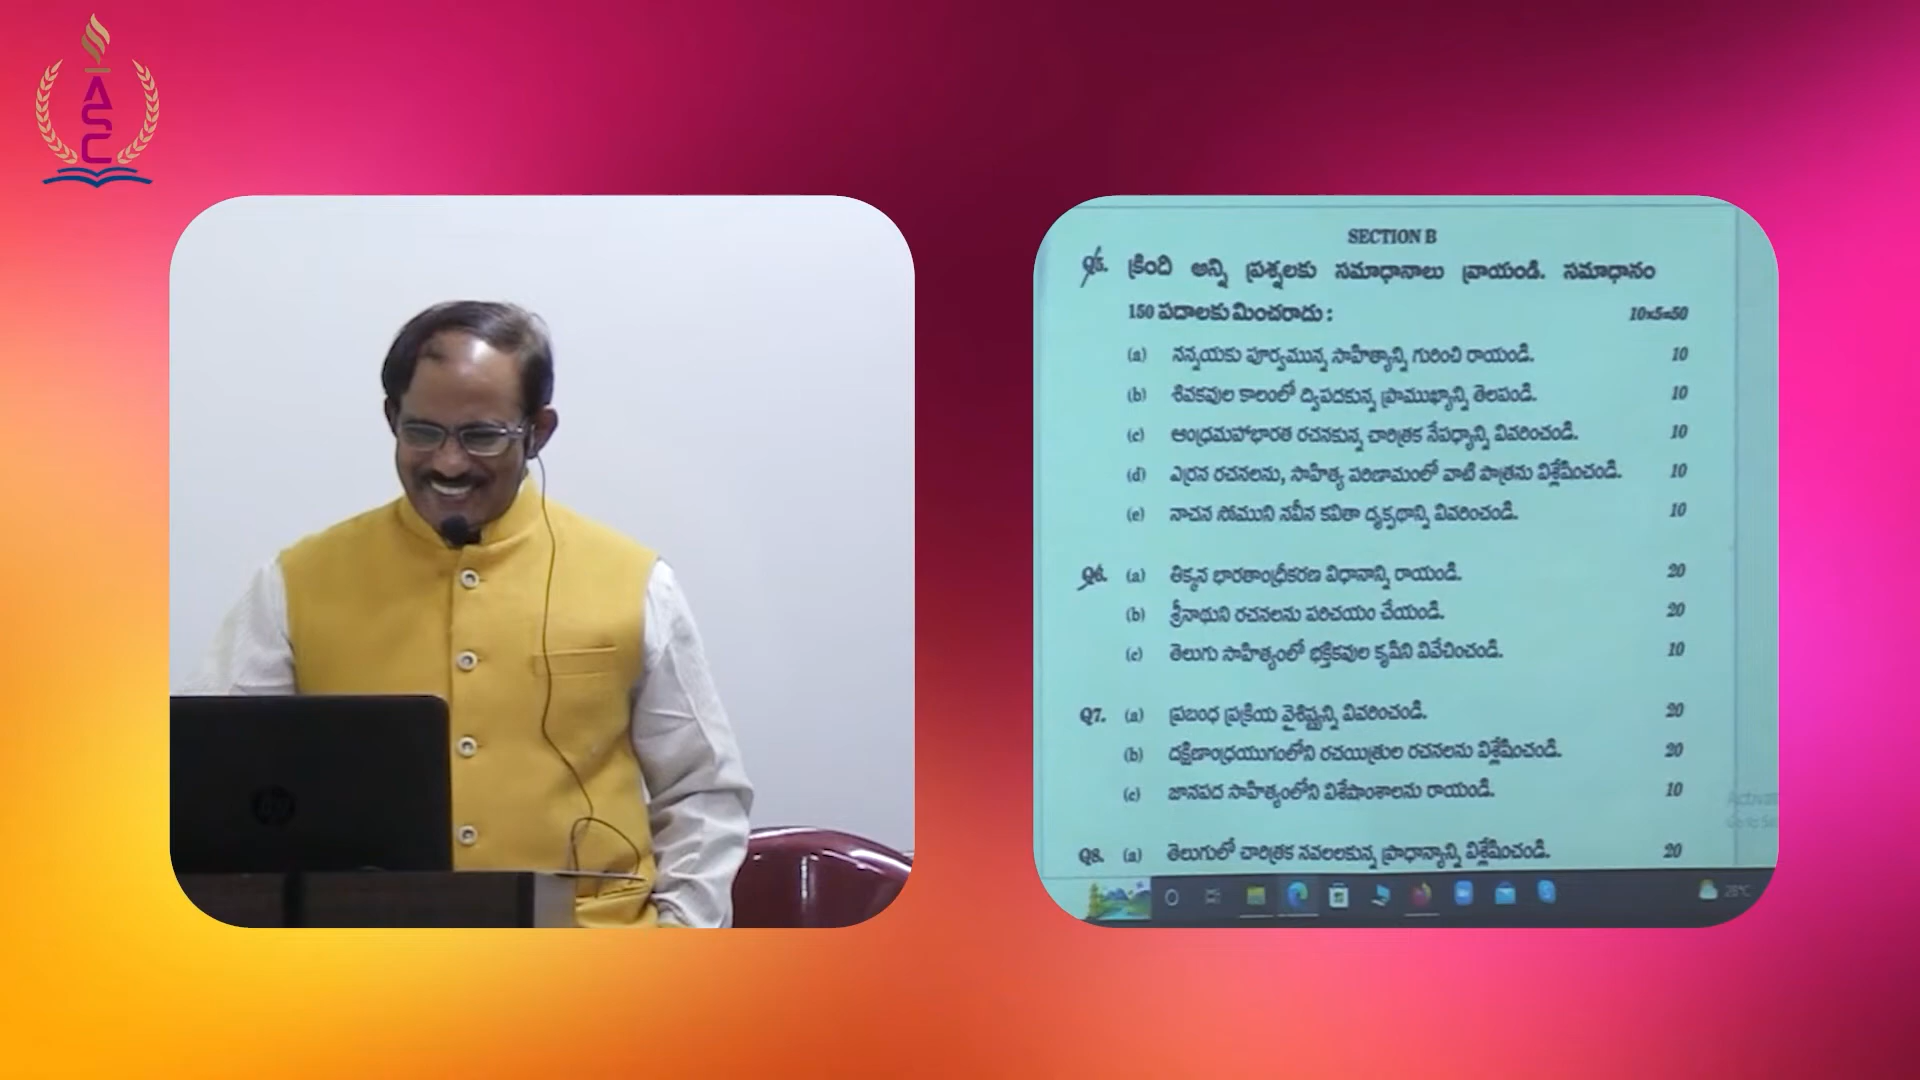 ASC
SECTION B
Q5. క్రింది అన్ని ప్రశ్నలకు సమాధానాలు వ్రాయండి. సమాధానం
150 పదాలకు మించరాదు : 10x5=50
(a) నన్నయకు పూర్వమున్న సాహిత్యాన్ని గురించి రాయండి. 10
(b) శివకవుల కాలంలో ద్విపదకున్న ప్రాముఖ్యాన్ని తెలపండి. 10
(c) ఆంధ్రమహాభారత రచనకున్న చారిత్రక నేపధ్యాన్ని వివరించండి. 10
(d) ఎర్రన రచనలను, సాహిత్య పరిణామంలో వాటి పాత్రను విశ్లేషించండి. 10
(e) నాచన సోముని నవీన కవితా దృక్పథాన్ని వివరించండి. 10
Q6. (a) తిక్కన భారతాంధ్రీకరణ విధానాన్ని రాయండి. 20
(b) శ్రీనాథుని రచనలను పరిచయం చేయండి. 20
(c) తెలుగు సాహిత్యంలో భక్తికవుల కృషిని వివేచించండి. 10
Q7. (a) ప్రబంధ ప్రక్రియ వైశిష్ట్యాన్ని వివరించండి. 20
(b) దక్షిణాంధ్రయుగంలోని రచయిత్రుల రచనలను విశ్లేషించండి. 20
(c) జానపద సాహిత్యంలోని విశేషాంశాలను రాయండి. 10
Q8. (a) తెలుగులో చారిత్రక నవలలకున్న ప్రాధాన్యాన్ని విశ్లేషించండి. 20